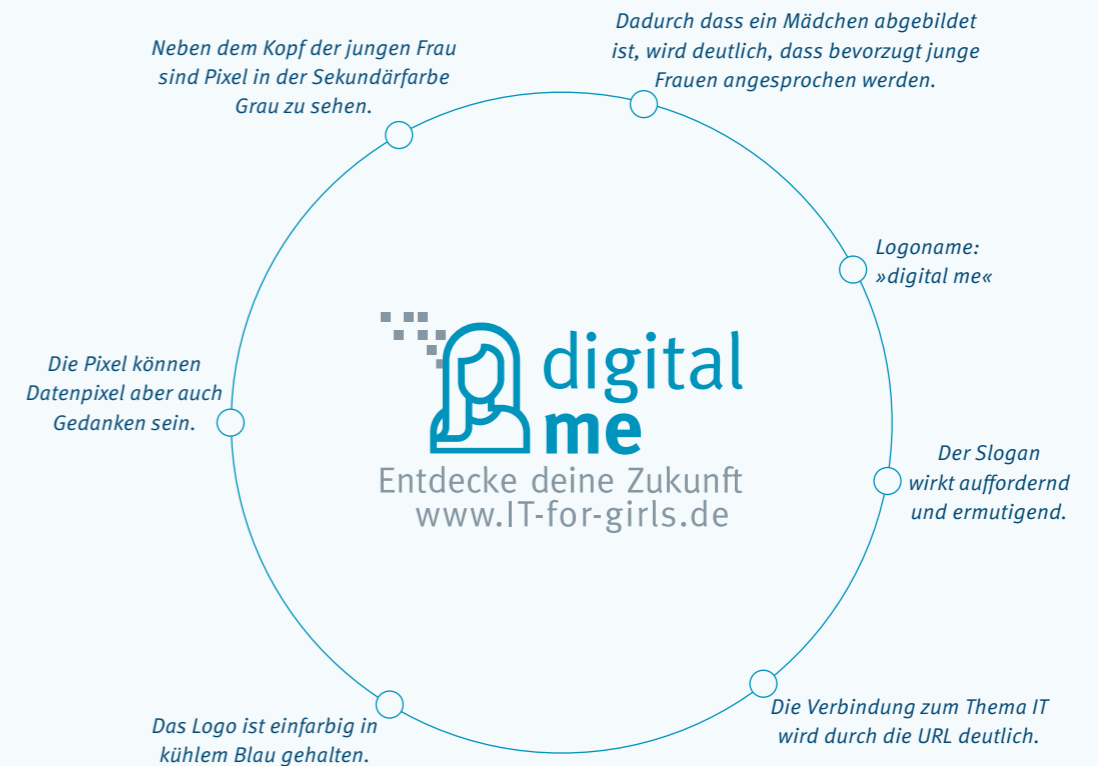 Neben dem Kopf der jungen Frau
sind Pixel in der Sekundärfarbe
Grau zu sehen.
Dadurch dass ein Mädchen abgebildet
ist, wird deutlich, dass bevorzugt junge
Frauen angesprochen werden.
Logoname:
»digital me«
Die Pixel können
Datenpixel aber auch
Gedanken sein.
digital
me
Entdecke deine Zukunft
www.IT-for-girls.de
Der Slogan
wirkt auffordernd
und ermutigend.
Das Logo ist einfarbig in
kühlem Blau gehalten.
Die Verbindung zum Thema IT
wird durch die URL deutlich.